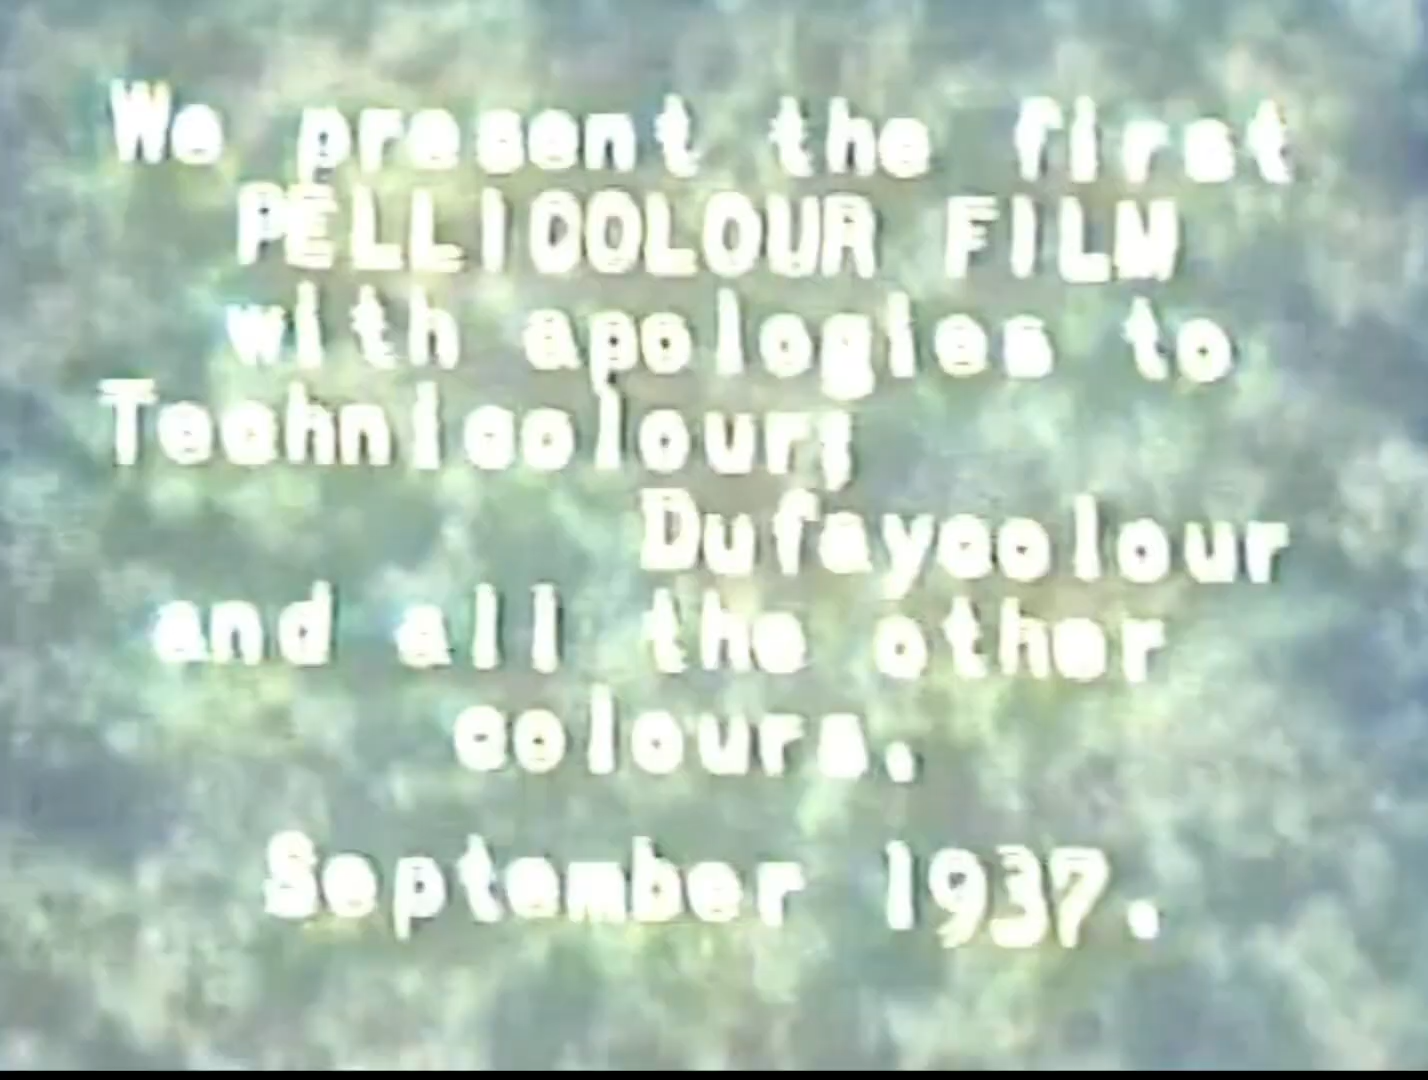 We present the first
PELLICOLOUR FILM
with apologies to
Technicolour;
Dufaycolour
and all the other
colours.
September 1937.